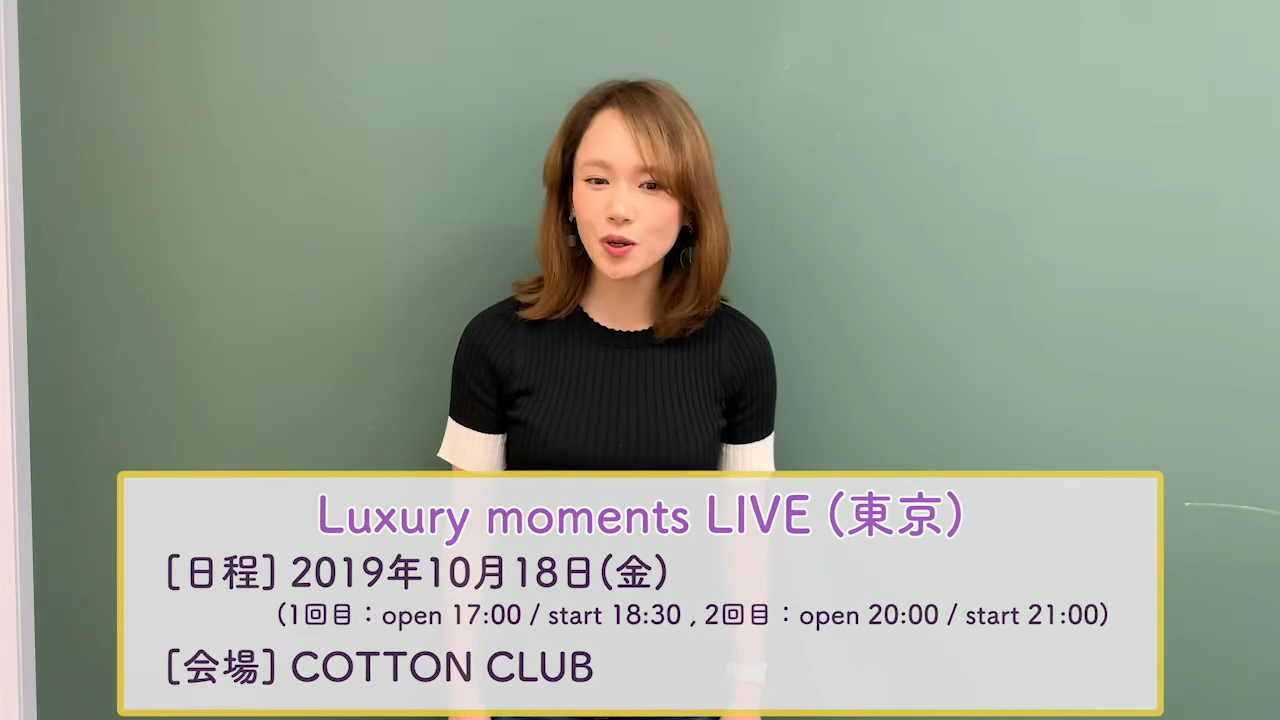 Luxury moments LIVE (東京)
[日程] 2019年10月18日(金)
(1回目：open 17:00 / start 18:30 , 2回目：open 20:00 / start 21:00)
[会場] COTTON CLUB